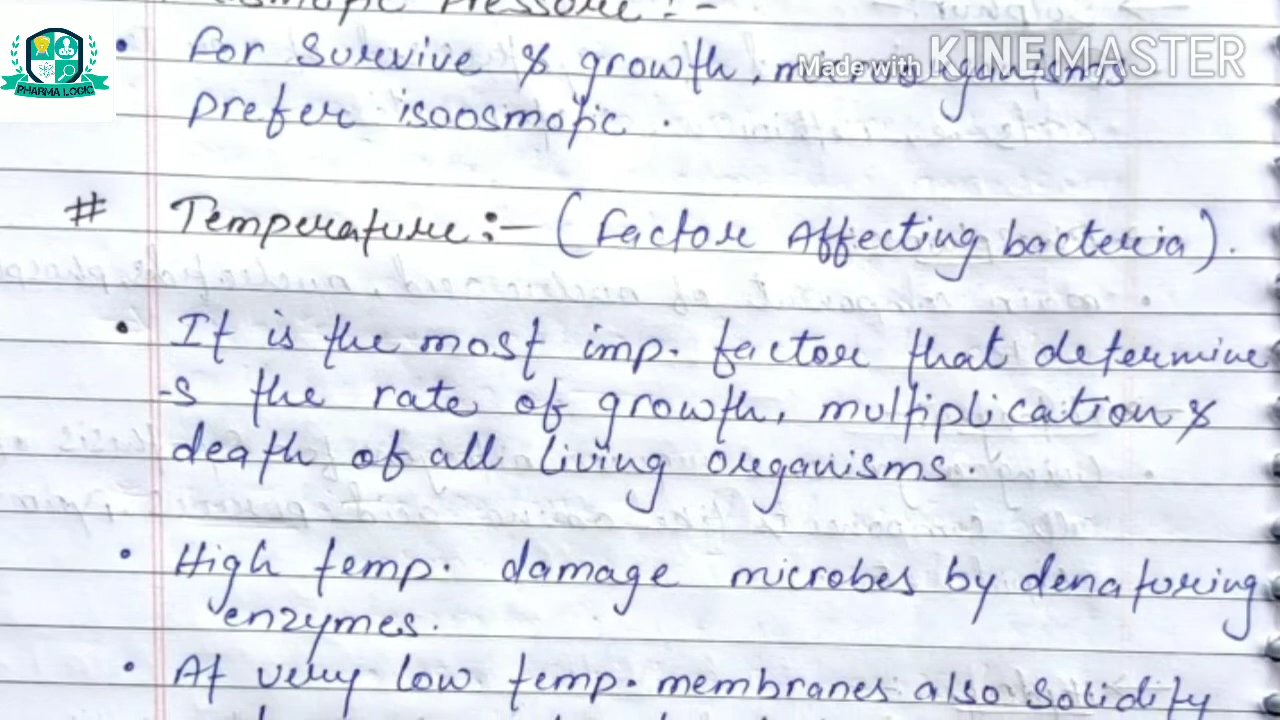 Pressure :-
• for Survive & growth, microorganisms
prefer isoosmotic.
# Temperature :- (factor Affecting bacteria).
• It is the most imp. factor that determine
-s the rate of growth, multiplication &
death of all living organisms.
• High temp. damage microbes by denaturing
enzymes.
• At very low temp. membranes also solidify
PHARMA LOGIC
Made with KINEMASTER